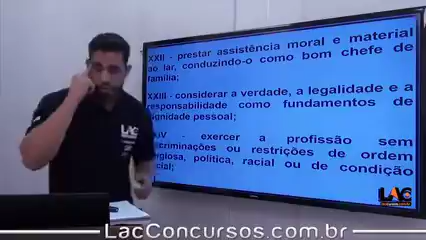 XXII - prestar assistência moral e material
ao lar, conduzindo-o como bom chefe de
família;
XXIII - considerar a verdade, a legalidade e a
responsabilidade como fundamentos de
dignidade pessoal;
exercer a profissão sem
discriminações ou restrições de ordem
religiosa, política, racial ou de condição
social;
LAC
LAC
LacConcursos.com.br